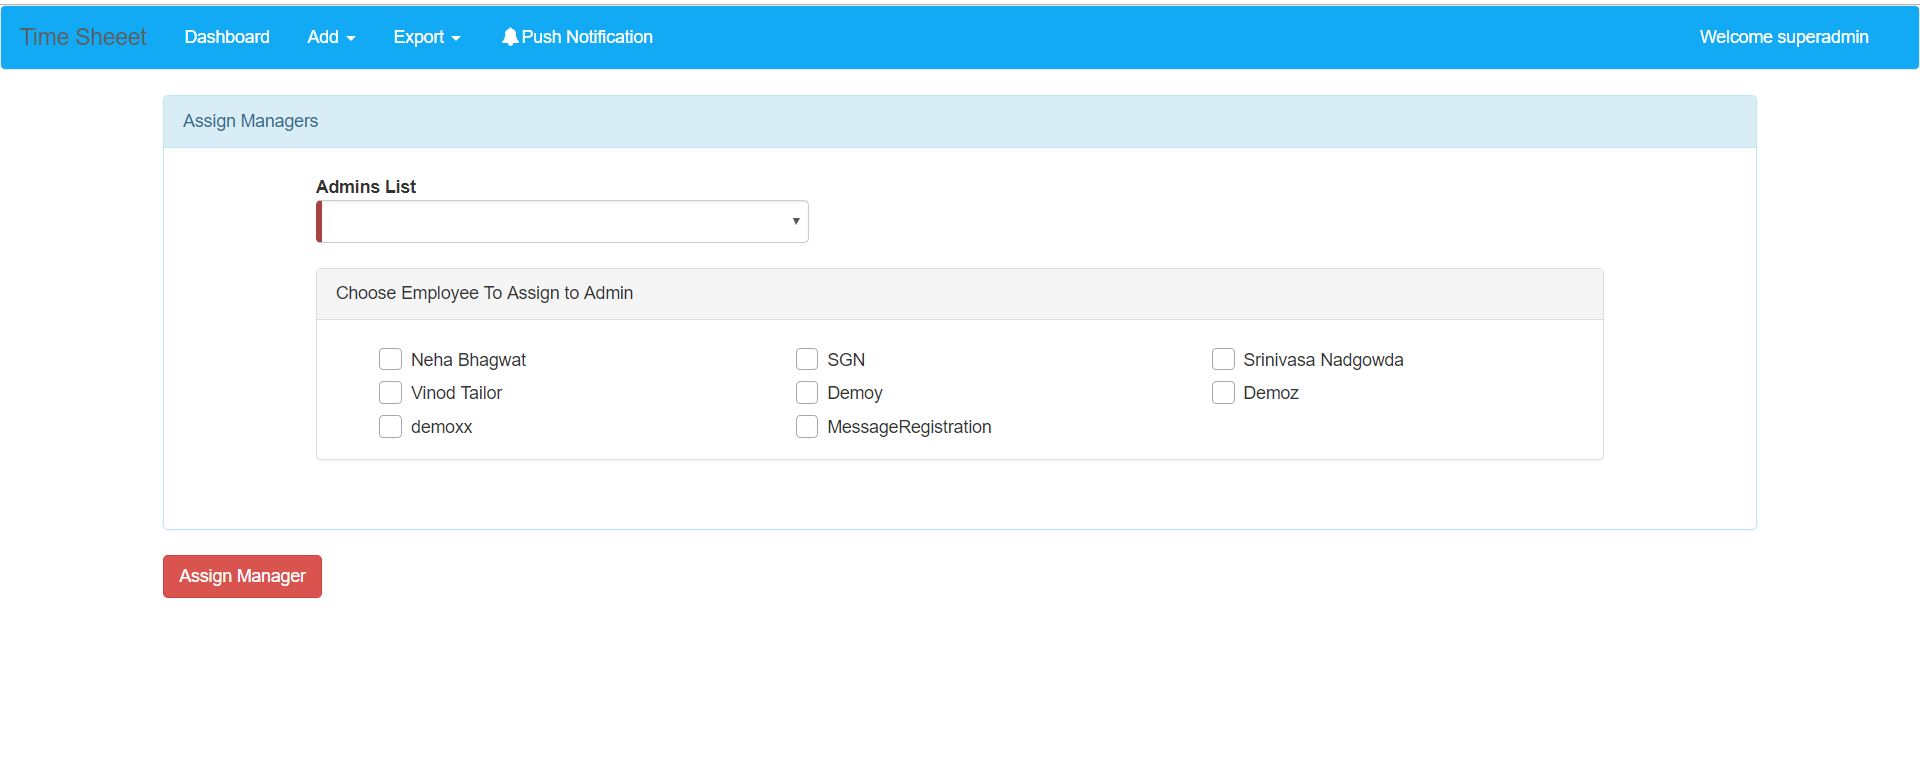 Time Sheeet Dashboard Add Export Push Notification Welcome superadmin
Assign Managers
Admins List
Choose Employee To Assign to Admin
Neha Bhagwat SGN Srinivasa Nadgowda
Vinod Tailor Demoy Demoz
demoxx MessageRegistration
Assign Manager